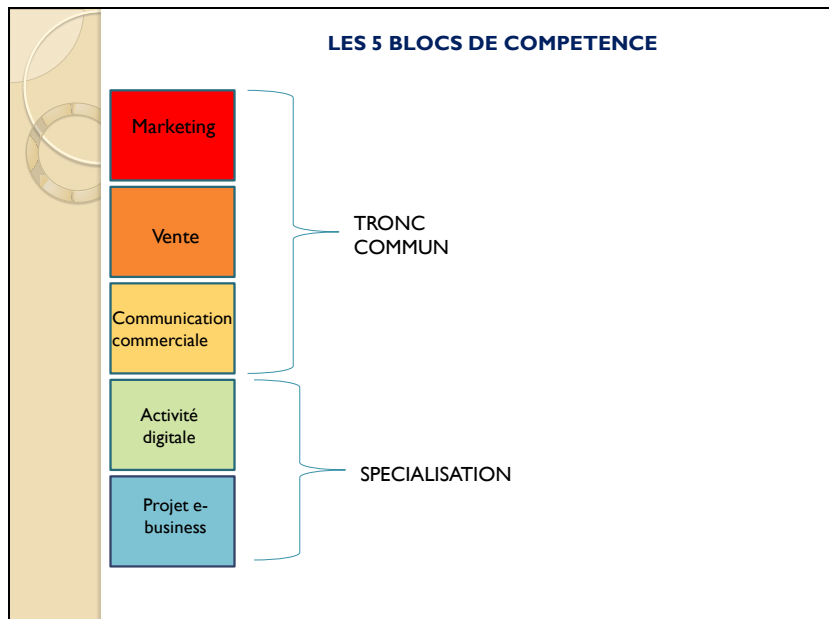 LES 5 BLOCS DE COMPETENCE
Marketing
Vente
TRONC
COMMUN
Communication
commerciale
Activité
digitale
SPECIALISATION
Projet e-
business